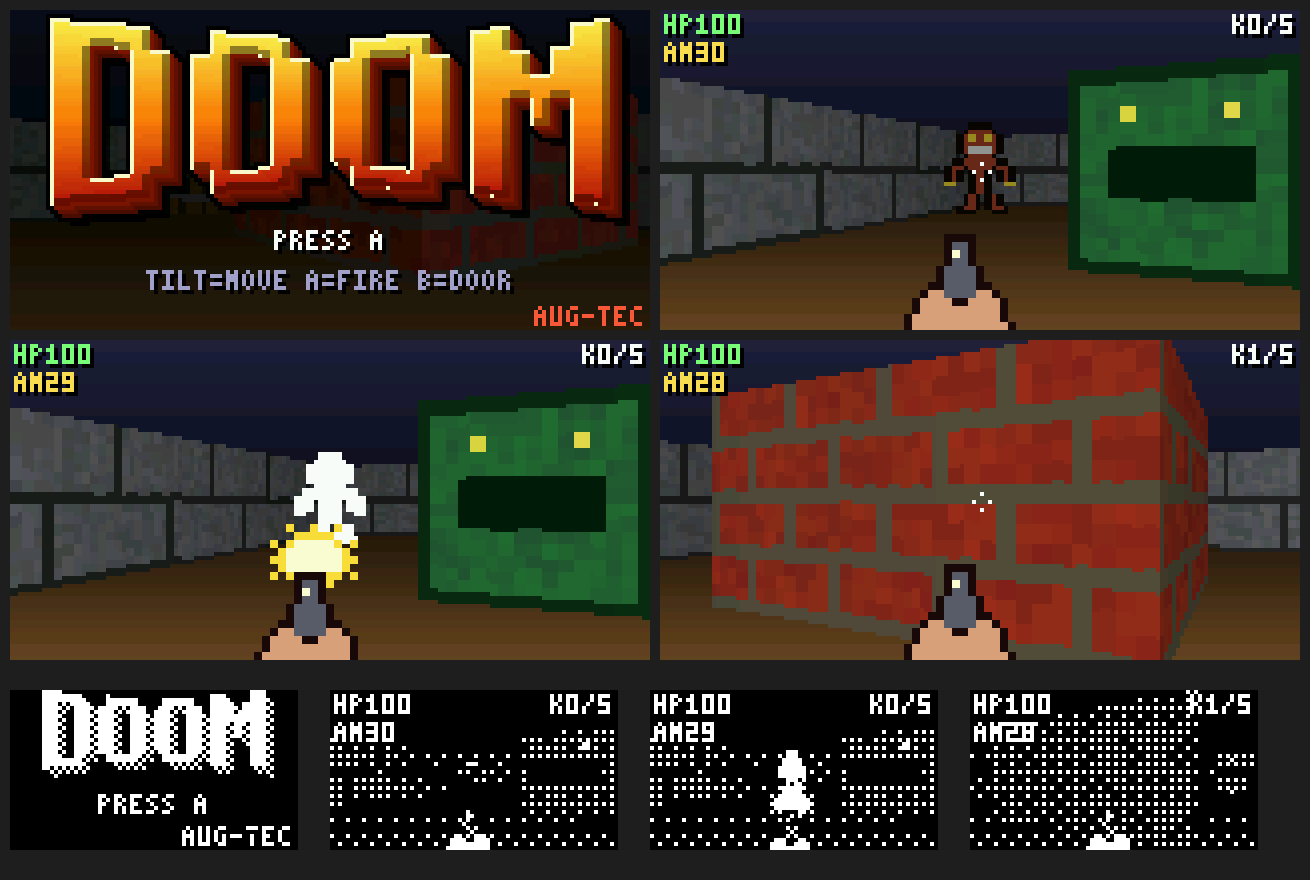 DOOM
PRESS A
TILT=MOVE A=FIRE B=DOOR
AUG-TEC
HP100
K0/5
AM30
HP100
K0/5
AM29
HP100
K1/5
AM28
DOOM
PRESS A
AUG-TEC
HP100
K0/5
AM30
HP100
K0/5
AM29
HP100
K1/5
AM28